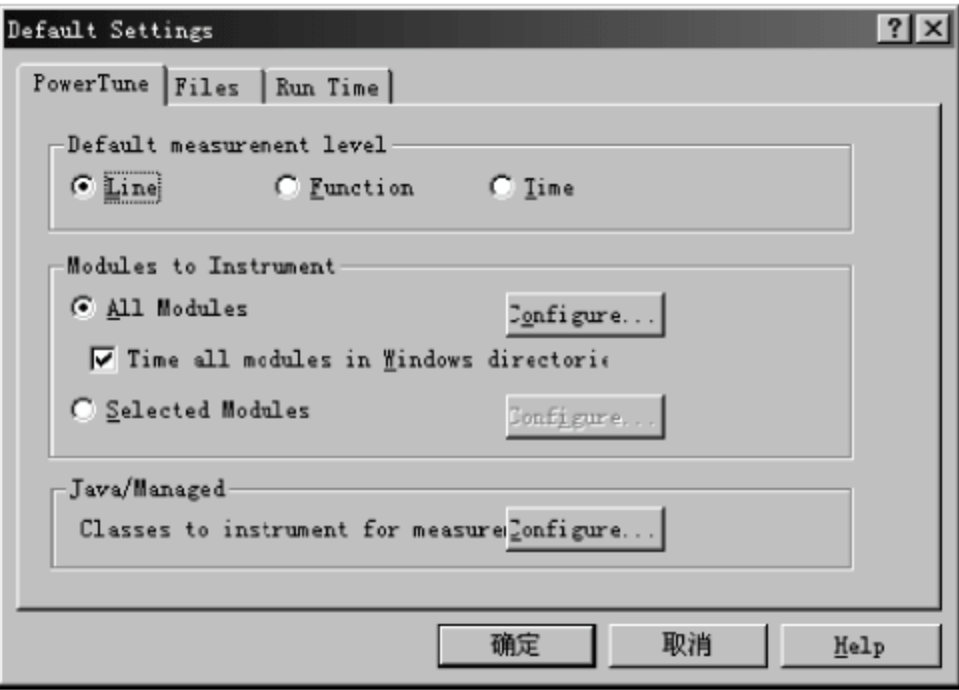 Default Settings
PowerTune Files Run Time
Default measurement level
Line Function Time
Modules to Instrument
All Modules Configure...
Time all modules in Windows directorie
Selected Modules Configure...
Java/Managed
Classes to instrument for measure Configure...
确定 取消 Help